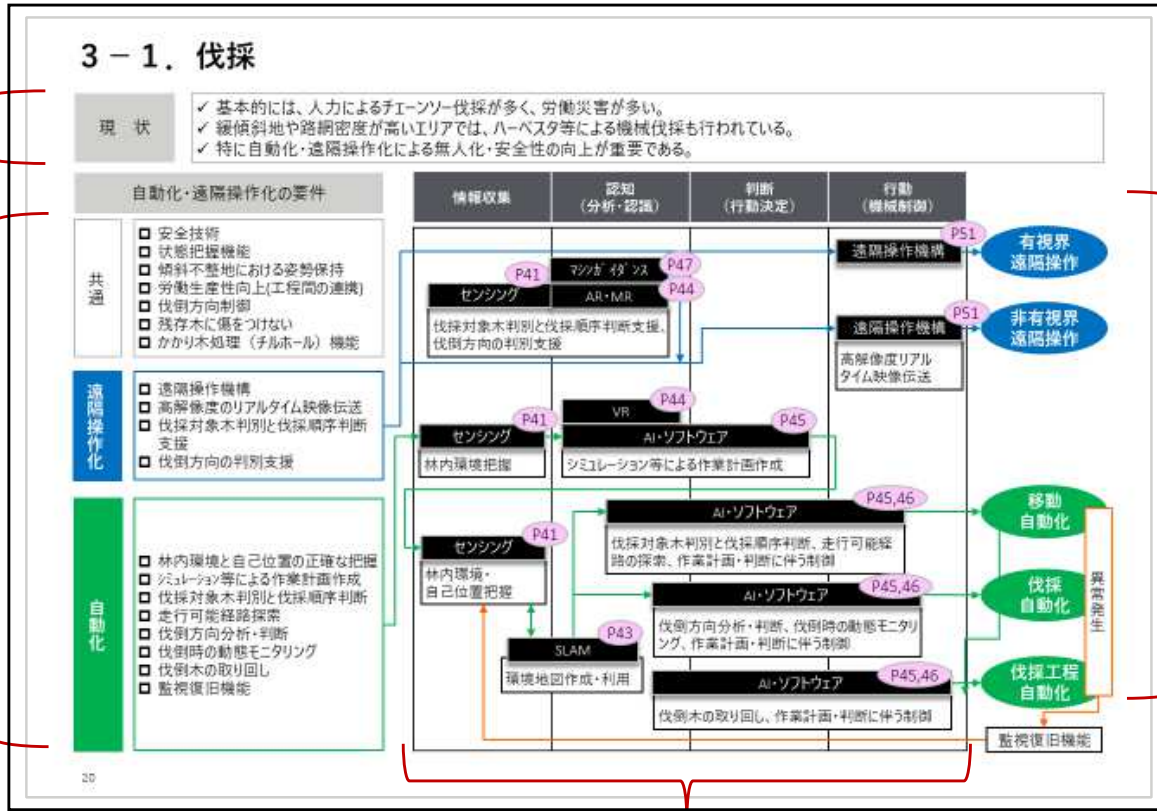 ３－１．伐採
現 状
✓ 基本的には、人力によるチェーンソー伐採が多く、労働災害が多い。
✓ 緩傾斜地や路網密度が高いエリアでは、ハーベスタ等による機械伐採も行われている。
✓ 特に自動化・遠隔操作化による無人化・安全性の向上が重要である。
自動化・遠隔操作化の要件
情報収集
認知
（分析・認識）
判断
（行動決定）
行動
（機械制御）
共通
□ 安全技術
□ 状態把握機能
□ 傾斜不整地における姿勢保持
□ 労働生産性向上(工程間の連携)
□ 伐倒方向制御
□ 残存木に傷をつけない
□ かかり木処理（チルホール）機能
遠隔操作化
□ 遠隔操作機構
□ 高解像度のリアルタイム映像伝送
□ 伐採対象木判別と伐採順序判断
支援
□ 伐倒方向の判別支援
自動化
□ 林内環境と自己位置の正確な把握
□ シミュレーション等による作業計画作成
□ 伐採対象木判別と伐採順序判断
□ 走行可能経路探索
□ 伐倒方向分析・判断
□ 伐倒時の動態モニタリング
□ 伐倒木の取り回し
□ 監視復旧機能
P41
センシング
マシンガイダンス
P47
AR・MR
P44
伐採対象木判別と伐採順序判断支援、
伐倒方向の判別支援
遠隔操作機構
P51
有視界
遠隔操作
遠隔操作機構
P51
高解像度リアル
タイム映像伝送
非有視界
遠隔操作
センシング
P41
林内環境把握
VR
P44
AI・ソフトウェア
P45
シミュレーション等による作業計画作成
センシング
P41
林内環境・
自己位置把握
SLAM
P43
環境地図作成・利用
AI・ソフトウェア
P45,46
伐採対象木判別と伐採順序判断、走行可能経
路の探索、作業計画・判断に伴う制御
移動
自動化
AI・ソフトウェア
P45,46
伐倒方向分析・判断、伐倒時の動態モニタリ
ング、作業計画・判断に伴う制御
伐採
自動化
AI・ソフトウェア
P45,46
伐倒木の取り回し、作業計画・判断に伴う制御
伐採工程
自動化
異常発生
監視復旧機能
20